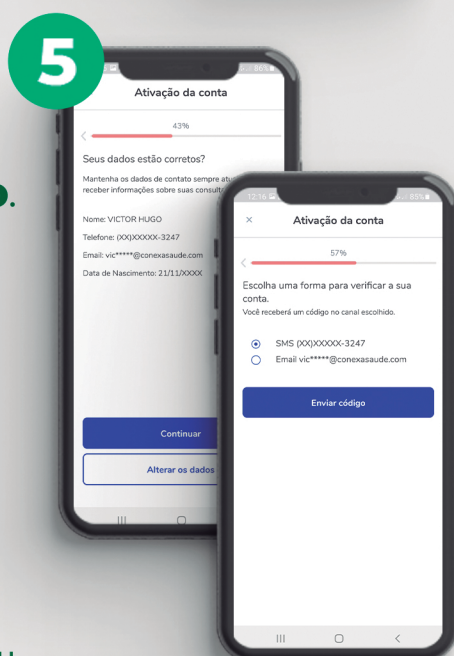 5
86%
Ativação da conta
43%
Seus dados estão corretos?
Mantenha os dados de contato sempre
receber informações sobre suas
Nome: VICTOR HUGO
Telefone: (XX)XXXXX-3247
Email: vic*****@conexasaude.com
Data de Nascimento: 21/11/XXXX
Continuar
Alterar os dados
12:16
85%
× Ativação da conta
57%
Escolha uma forma para verificar a sua
conta.
Você receberá um código no canal escolhido.
SMS (XX)XXXXX-3247
Email vic*****@conexasaude.com
Enviar código